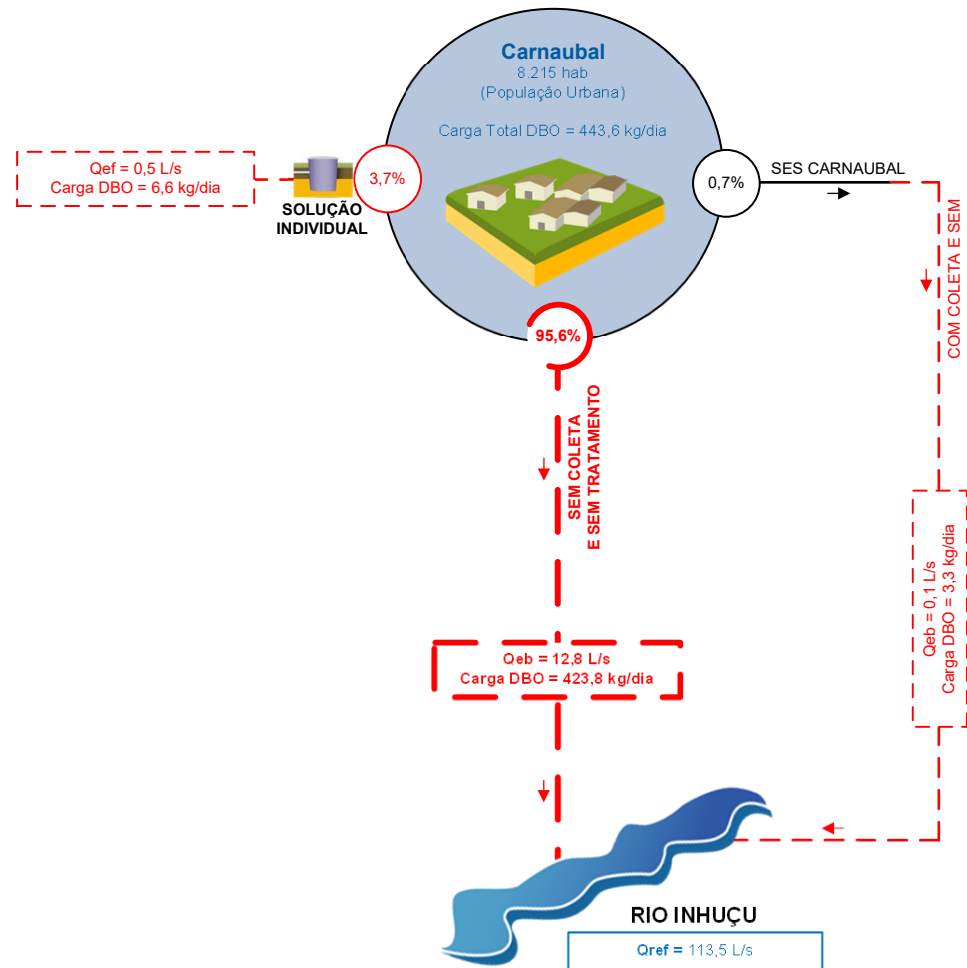 Carnaubal
8.215 hab
(População Urbana)
Carga Total DBO = 443,6 kg/dia
Qef = 0,5 L/s
Carga DBO = 6,6 kg/dia
SOLUÇÃO
INDIVIDUAL
3,7%
0,7%
SES CARNAUBAL
COM COLETA E SEM
95,6%
SEM COLETA
E SEM TRATAMENTO
Qeb = 0,1 L/s
Carga DBO = 3,3 kg/dia
Qeb = 12,8 L/s
Carga DBO = 423,8 kg/dia
RIO INHUÇU
Qref = 113,5 L/s